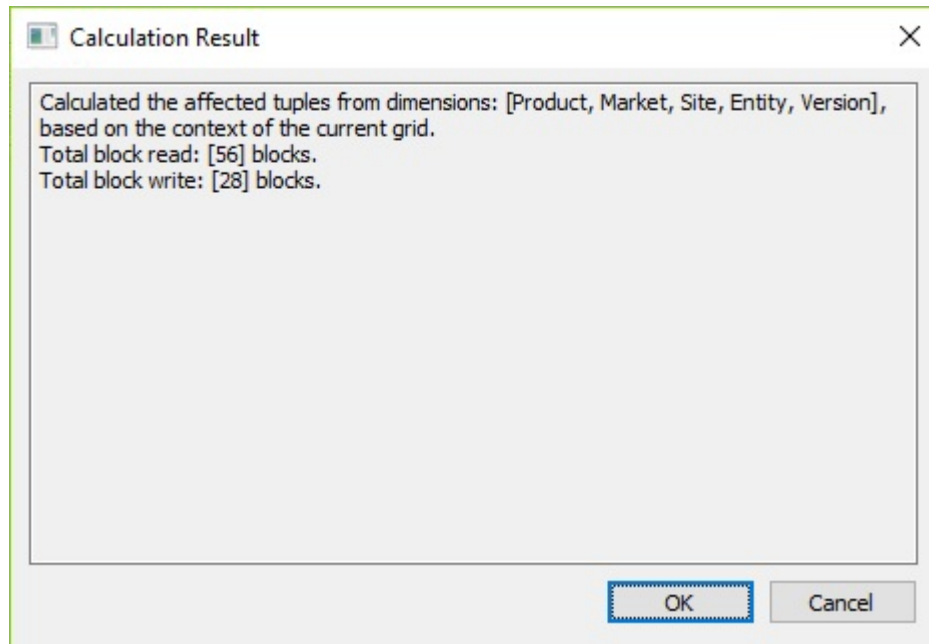 Calculation Result
Calculated the affected tuples from dimensions: [Product, Market, Site, Entity, Version],
based on the context of the current grid.
Total block read: [56] blocks.
Total block write: [28] blocks.
OK Cancel